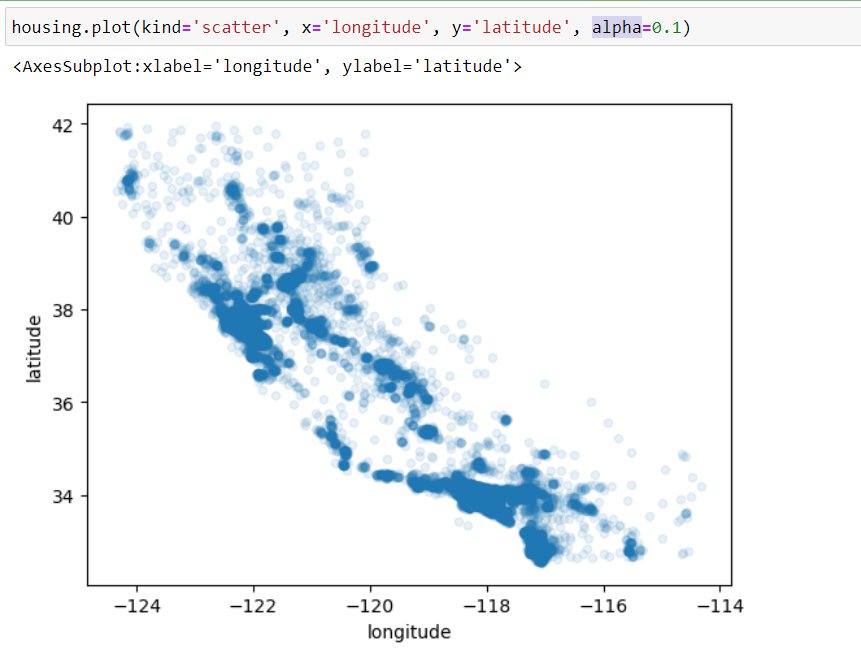 housing.plot(kind='scatter', x='longitude', y='latitude', alpha=0.1)
<AxesSubplot:xlabel='longitude', ylabel='latitude'>
42
40
38
36
34
latitude
−124 −122 −120 −118 −116 −114
longitude